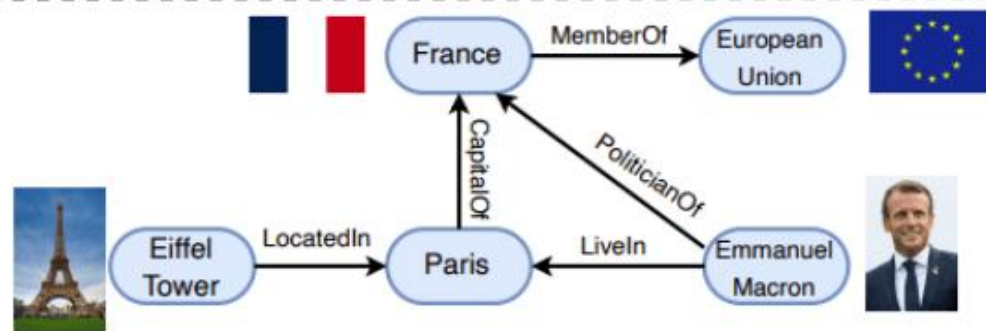 France
MemberOf
European
Union
CapitalOf
PoliticianOf
Eiffel
Tower
LocatedIn
Paris
LiveIn
Emmanuel
Macron